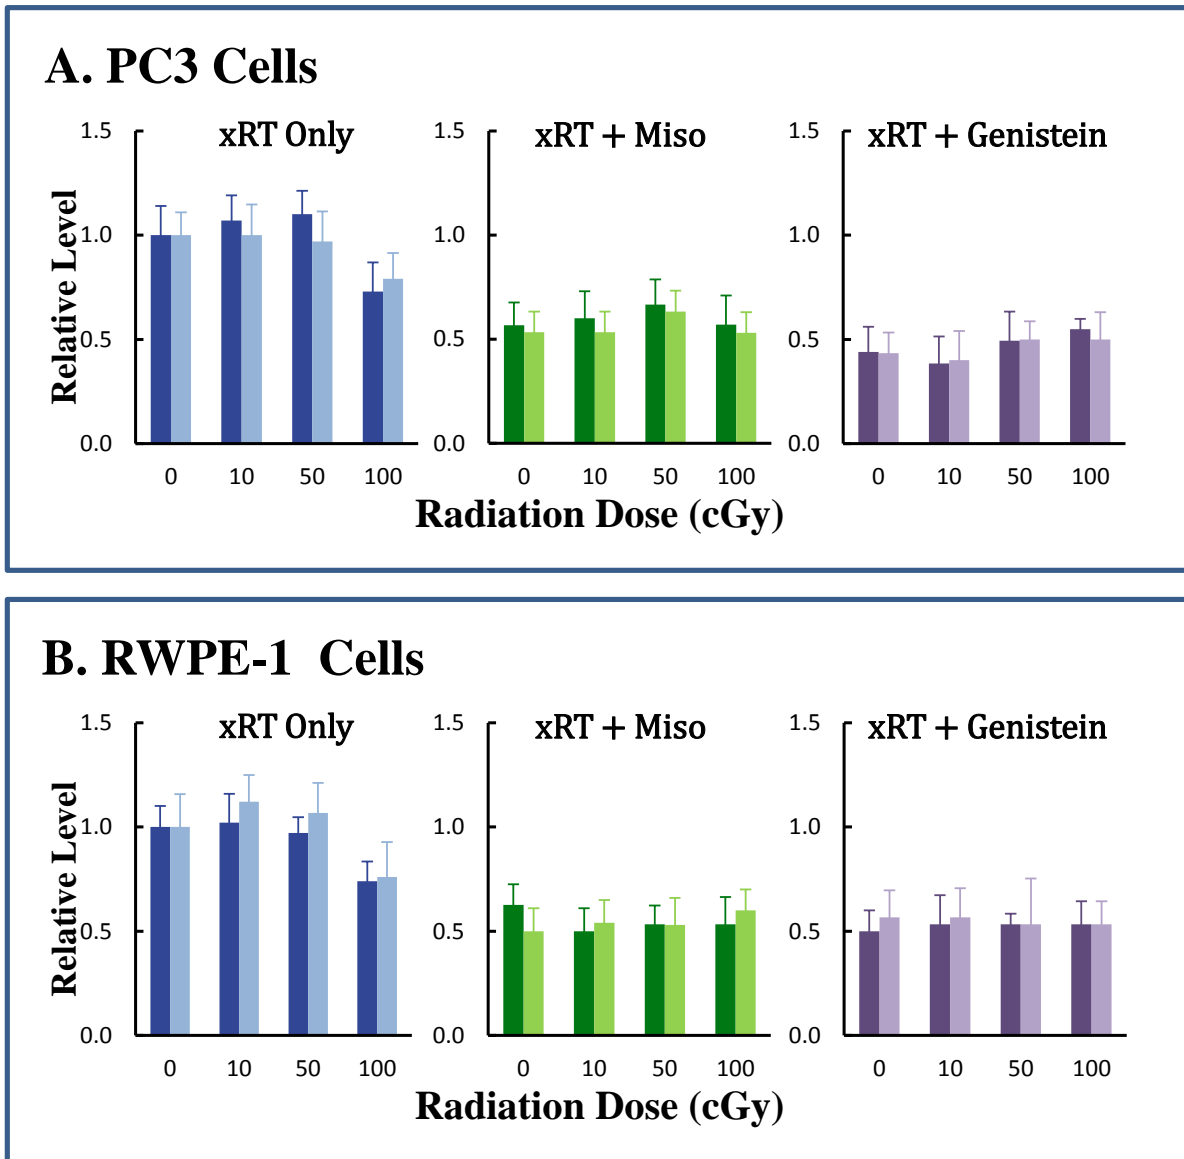 A. PC3 Cells
xRT Only
xRT + Miso
xRT + Genistein
Relative Level
1.5
1.0
0.5
0.0
0 10 50 100
1.5
1.0
0.5
0.0
0 10 50 100
1.5
1.0
0.5
0.0
0 10 50 100
Radiation Dose (cGy)
B. RWPE-1 Cells
xRT Only
xRT + Miso
xRT + Genistein
Relative Level
1.5
1.0
0.5
0.0
0 10 50 100
1.5
1.0
0.5
0.0
0 10 50 100
1.5
1.0
0.5
0.0
0 10 50 100
Radiation Dose (cGy)